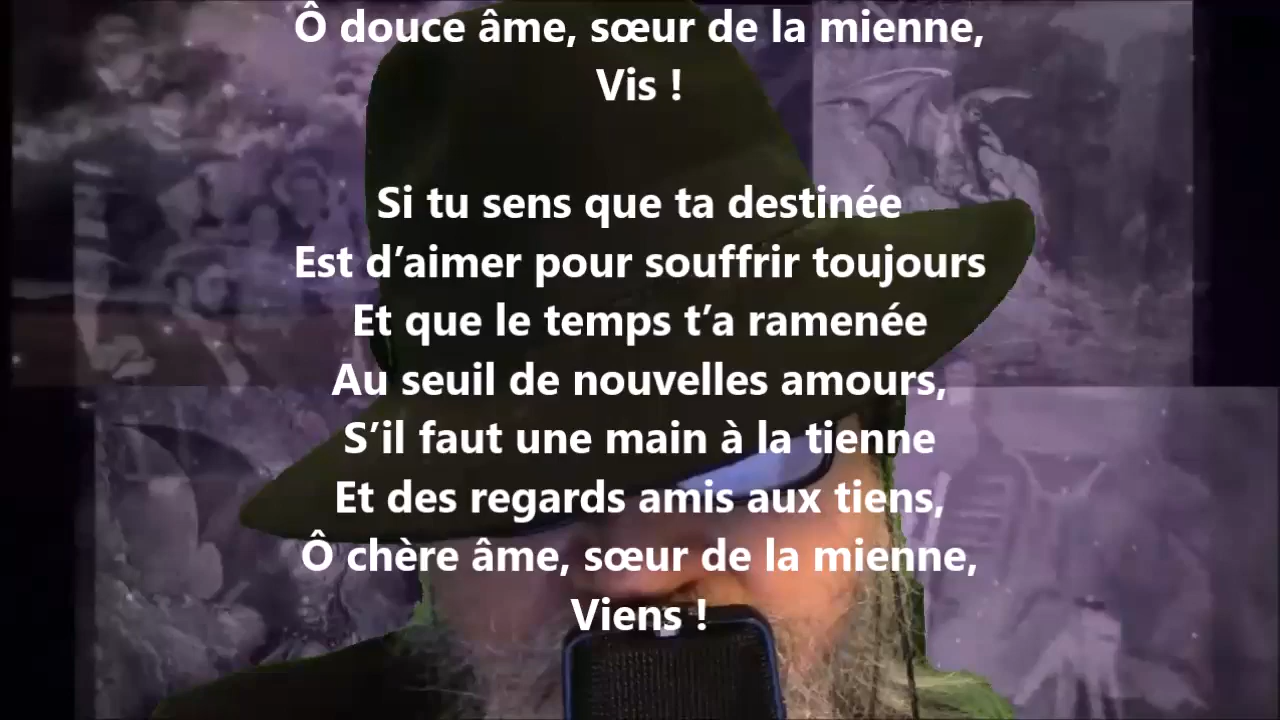 Ô douce âme, sœur de la mienne,
Vis !
Si tu sens que ta destinée
Est d’aimer pour souffrir toujours
Et que le temps t’a ramenée
Au seuil de nouvelles amours,
S’il faut une main à la tienne
Et des regards amis aux tiens,
Ô chère âme, sœur de la mienne,
Viens !